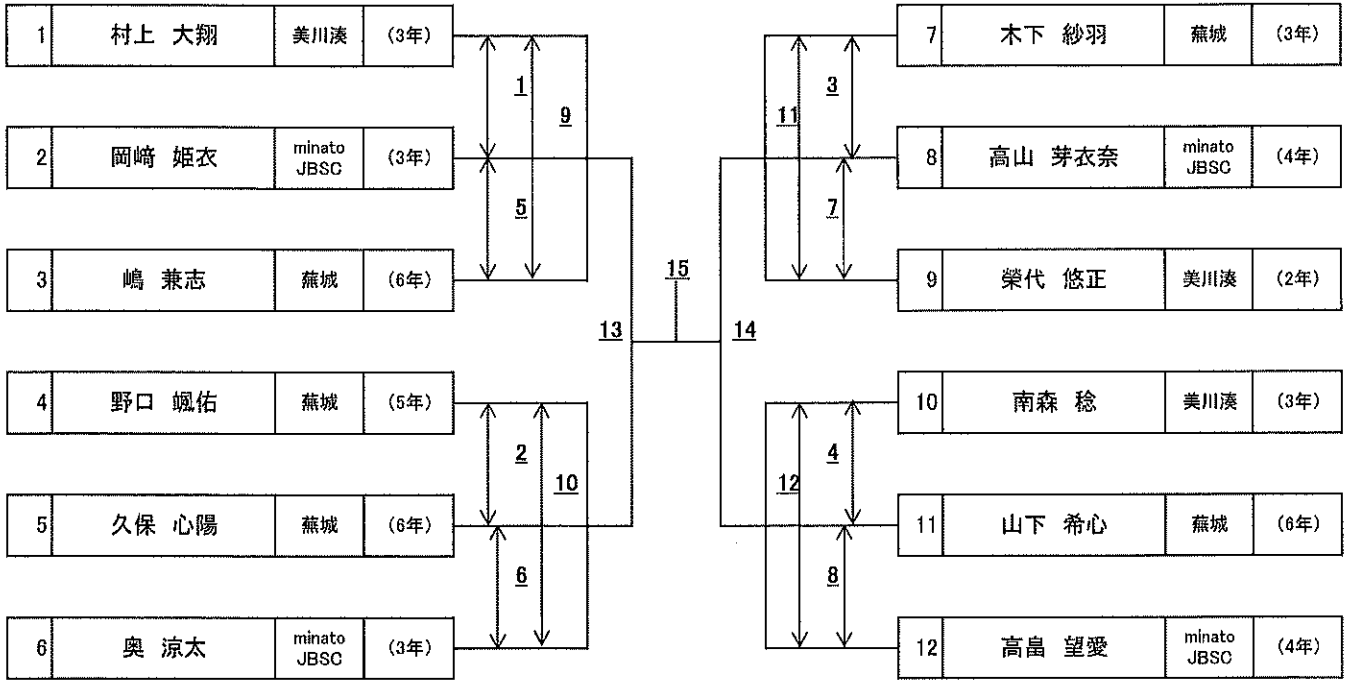 1 村上 大翔 美川湊 (3年)
2 岡﨑 姫衣 minato JBSC (3年)
3 嶋 兼志 蕪城 (6年)
4 野口 颯佑 蕪城 (5年)
5 久保 心陽 蕪城 (6年)
6 奥 涼太 minato JBSC (3年)
1
9
5
2
10
6
13
15
14
11
3
7
12
4
8
7 木下 紗羽 蕪城 (3年)
8 高山 芽衣奈 minato JBSC (4年)
9 榮代 悠正 美川湊 (2年)
10 南森 稔 美川湊 (3年)
11 山下 希心 蕪城 (6年)
12 高畠 望愛 minato JBSC (4年)